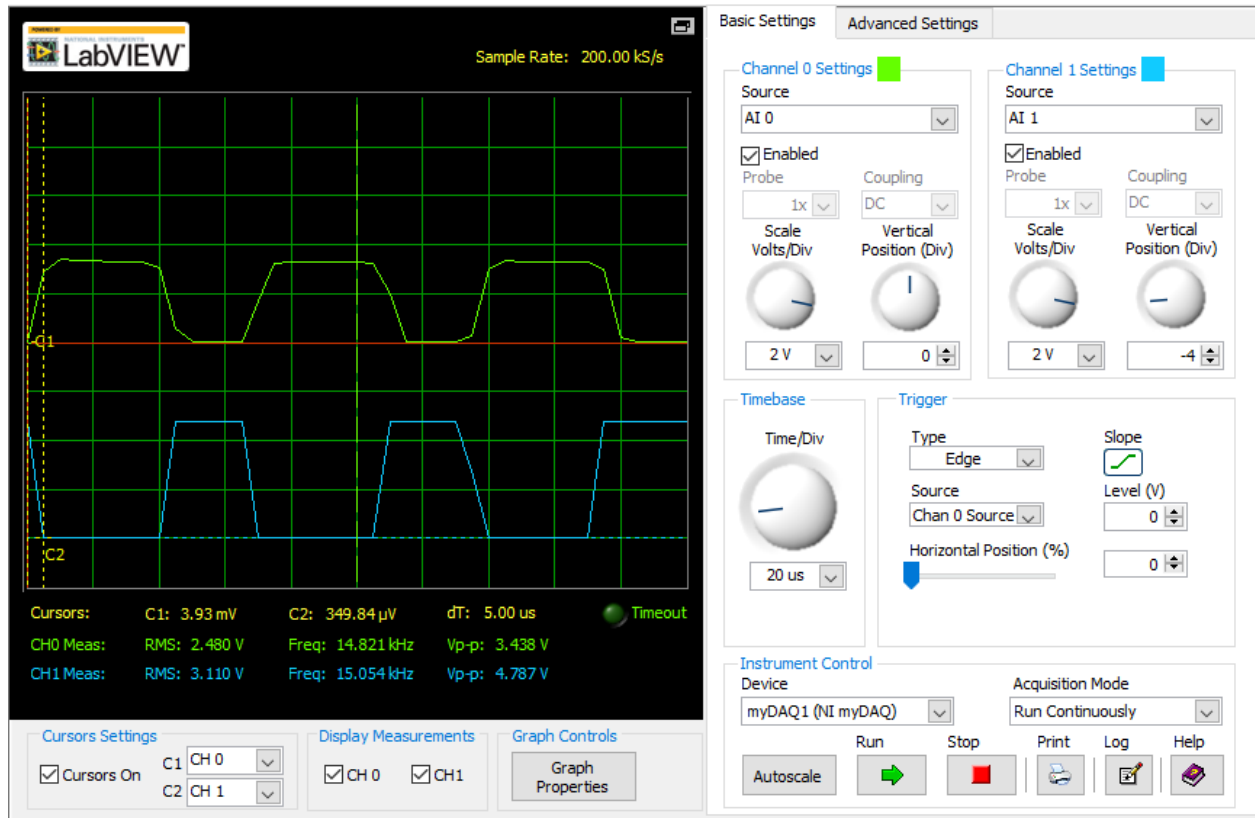 POWERED BY
NATIONAL INSTRUMENTS
LabVIEW
Sample Rate: 200.00 kS/s
C1
C2
Cursors: C1: 3.93 mV C2: 349.84 µV dT: 5.00 us Timeout
CH0 Meas: RMS: 2.480 V Freq: 14.821 kHz Vp-p: 3.438 V
CH1 Meas: RMS: 3.110 V Freq: 15.054 kHz Vp-p: 4.787 V
Cursors Settings
Cursors On
C1 CH 0
C2 CH 1
Display Measurements
CH 0 CH1
Graph Controls
Graph
Properties
Basic Settings Advanced Settings
Channel 0 Settings
Source
AI 0
Enabled
Probe Coupling
1x DC
Scale Vertical
Volts/Div Position (Div)
2 V 0
Channel 1 Settings
Source
AI 1
Enabled
Probe Coupling
1x DC
Scale Vertical
Volts/Div Position (Div)
2 V -4
Timebase
Time/Div
20 us
Trigger
Type Slope
Edge
Source Level (V)
Chan 0 Source 0
Horizontal Position (%)
0
Instrument Control
Device Acquisition Mode
myDAQ1 (NI myDAQ) Run Continuously
Run Stop Print Log Help
Autoscale